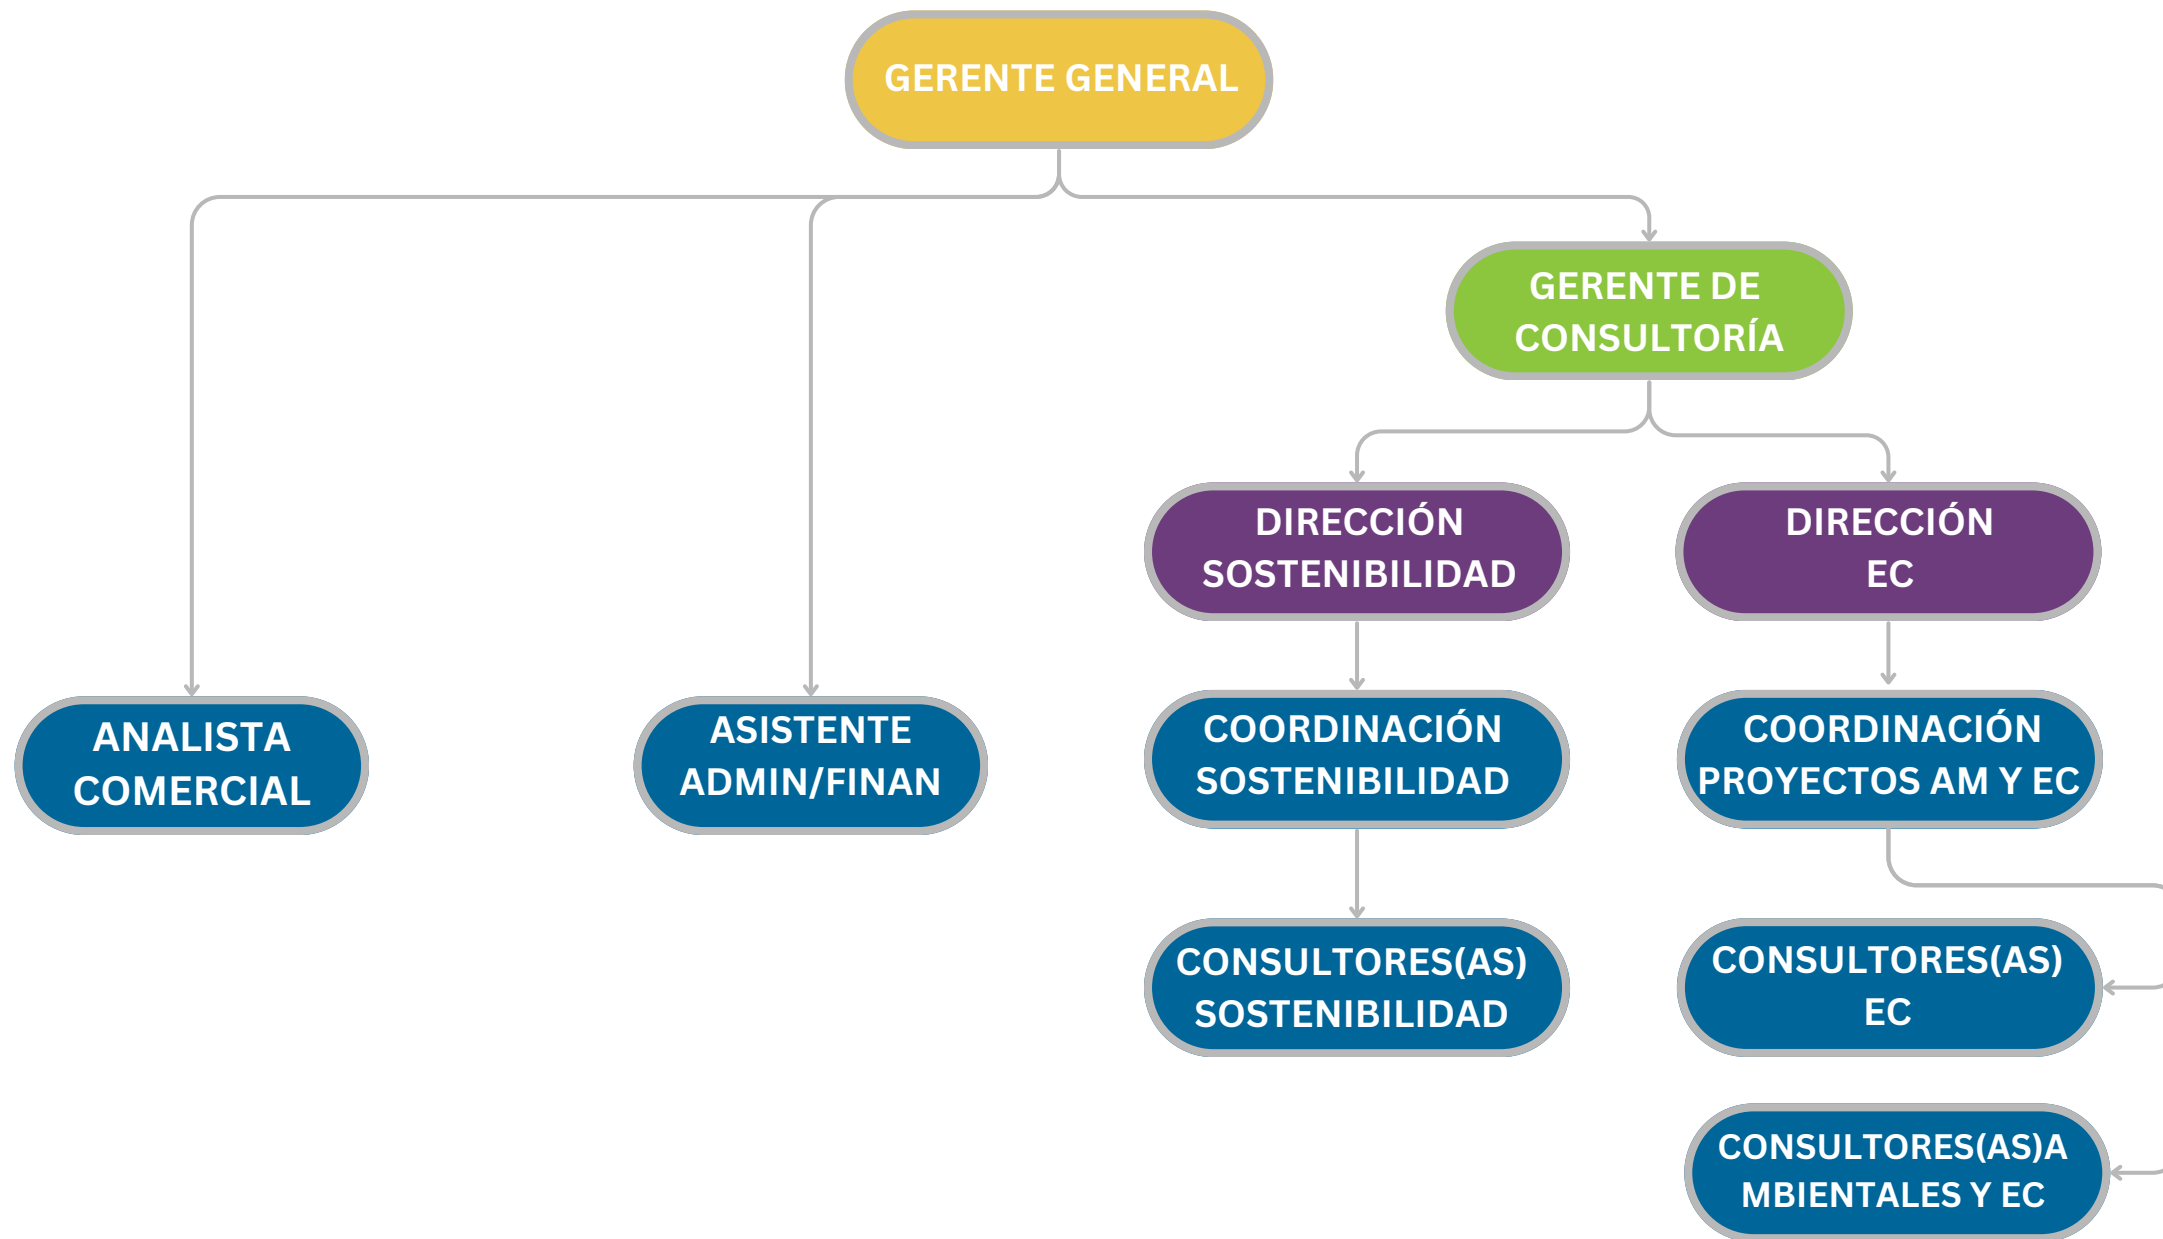 GERENTE GENERAL
GERENTE DE
CONSULTORÍA
DIRECCIÓN
SOSTENIBILIDAD
DIRECCIÓN
EC
ANALISTA
COMERCIAL
ASISTENTE
ADMIN/FINAN
COORDINACIÓN
SOSTENIBILIDAD
COORDINACIÓN
PROYECTOS AM Y EC
CONSULTORES(AS)
SOSTENIBILIDAD
CONSULTORES(AS)
EC
CONSULTORES(AS)A
MBIENTALES Y EC